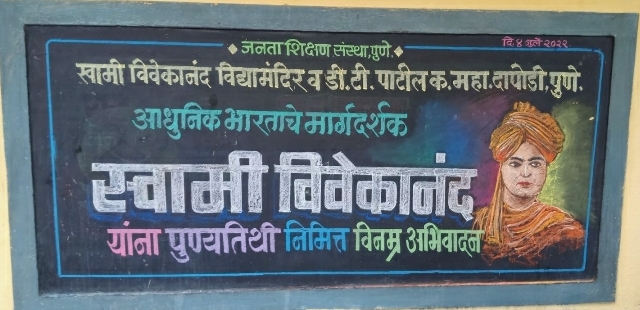 दि. ४ जुलै २०२२
जनता शिक्षण संस्था, पुणे.
स्वामी विवेकानंद विद्यामंदिर व डी. टी. पाटील क. महा. दापोडी, पुणे.
आधुनिक भारताचे मार्गदर्शक
स्वामी विवेकानंद
यांना पुण्यतिथी निमित्त विनम्र अभिवादन